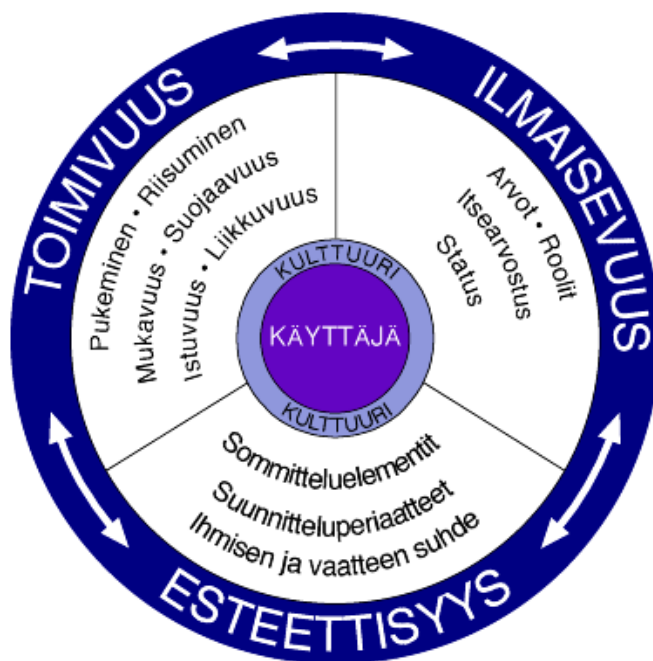 TOIMIVUUS
ILMAISEVUUS
Pukeminen • Riisuminen
Mukavuus • Suojaavuus
Istuvuus • Liikkuvuus
Arvot • Roolit
Itsearvostus
Status
KULTTUURI
KÄYTTÄJÄ
KULTTUURI
Sommitteluelementit
Suunnitteluperiaatteet
Ihmisen ja vaatteen suhde
ESTEETTISYYS